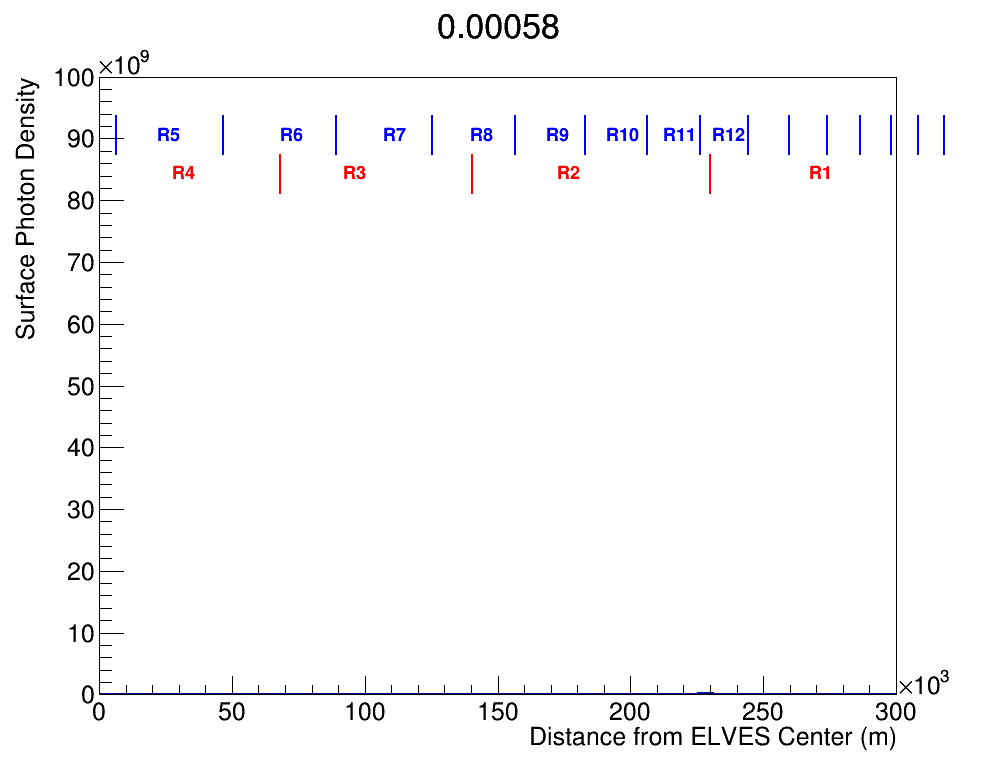 0.00058
×10⁹
Surface Photon Density
100
90
80
70
60
50
40
30
20
10
0
R5 R6 R7 R8 R9 R10 R11 R12
R4 R3 R2 R1
0 50 100 150 200 250 300
×10³
Distance from ELVES Center (m)